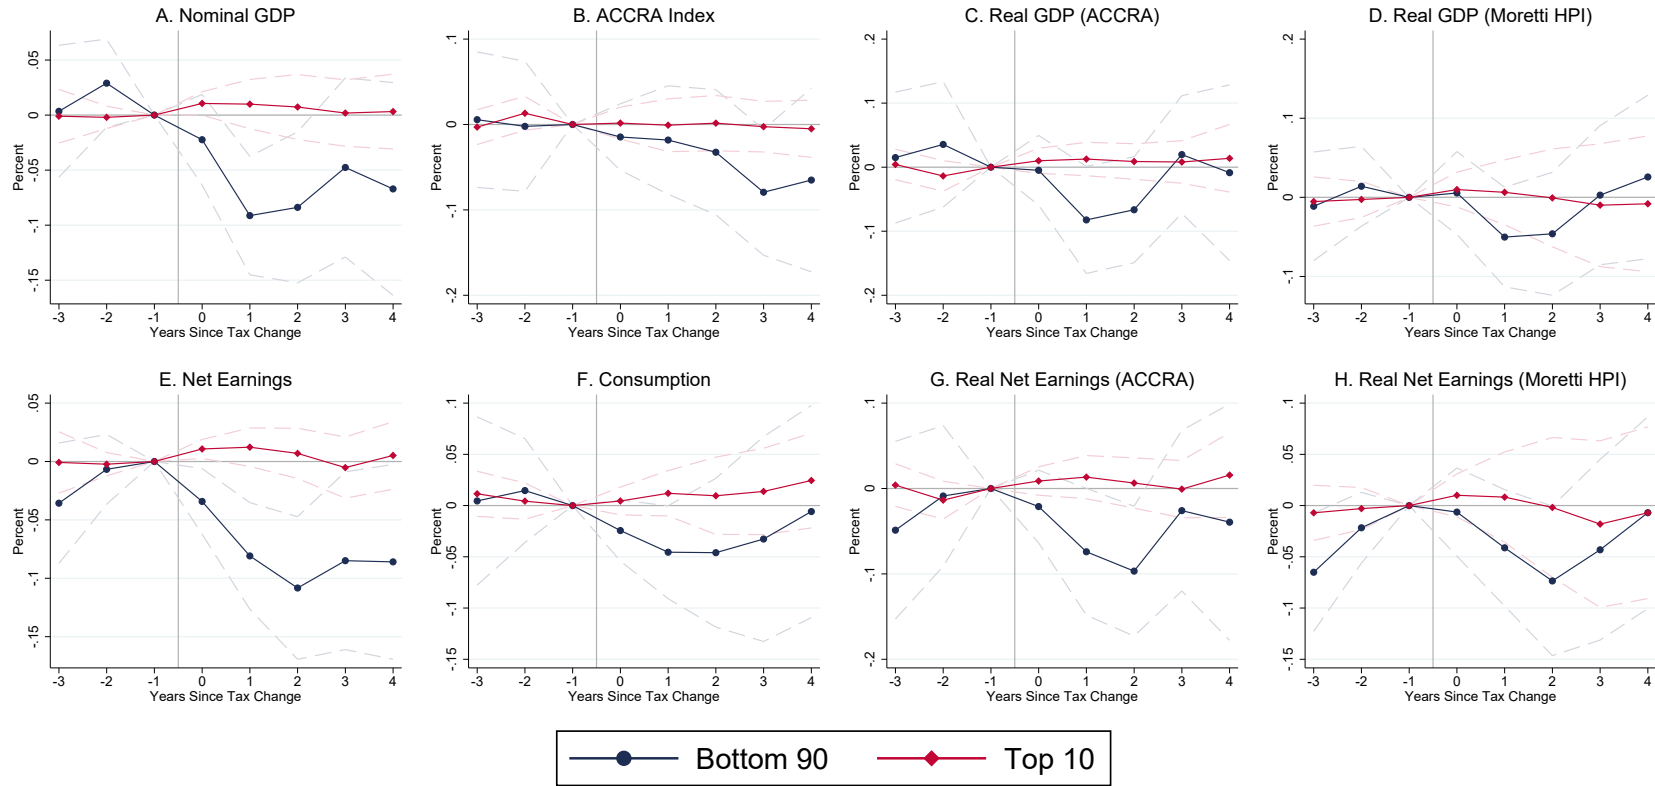 A. Nominal GDP
Percent
.05
0
-.05
-.1
-.15
-3 -2 -1 0 1 2 3 4
Years Since Tax Change
B. ACCRA Index
Percent
.1
0
-.1
-.2
-3 -2 -1 0 1 2 3 4
Years Since Tax Change
C. Real GDP (ACCRA)
Percent
.2
.1
0
-.1
-.2
-3 -2 -1 0 1 2 3 4
Years Since Tax Change
D. Real GDP (Moretti HPI)
Percent
.2
.1
0
-.1
-3 -2 -1 0 1 2 3 4
Years Since Tax Change
E. Net Earnings
Percent
.05
0
-.05
-.1
-.15
-3 -2 -1 0 1 2 3 4
Years Since Tax Change
F. Consumption
Percent
.1
.05
0
-.05
-.1
-.15
-3 -2 -1 0 1 2 3 4
Years Since Tax Change
G. Real Net Earnings (ACCRA)
Percent
.1
0
-.1
-.2
-3 -2 -1 0 1 2 3 4
Years Since Tax Change
H. Real Net Earnings (Moretti HPI)
Percent
.1
.05
0
-.05
-.1
-.15
-3 -2 -1 0 1 2 3 4
Years Since Tax Change
Bottom 90 Top 10